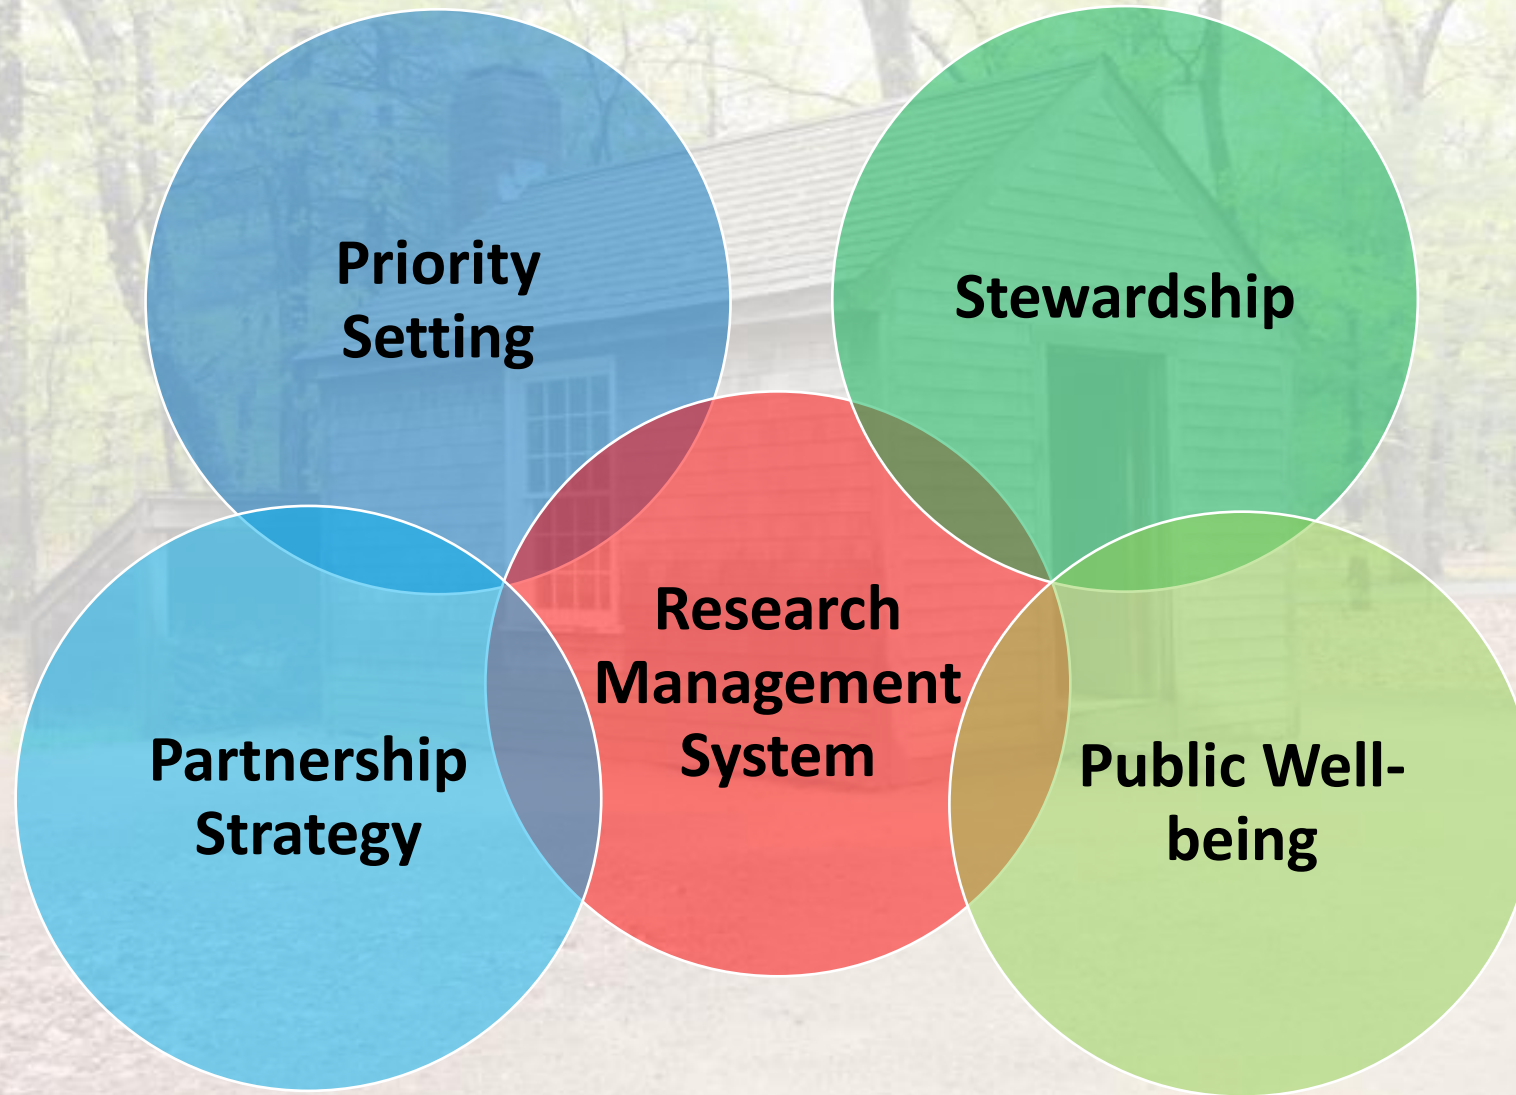 Priority
Setting
Stewardship
Research
Management
System
Partnership
Strategy
Public Well-
being